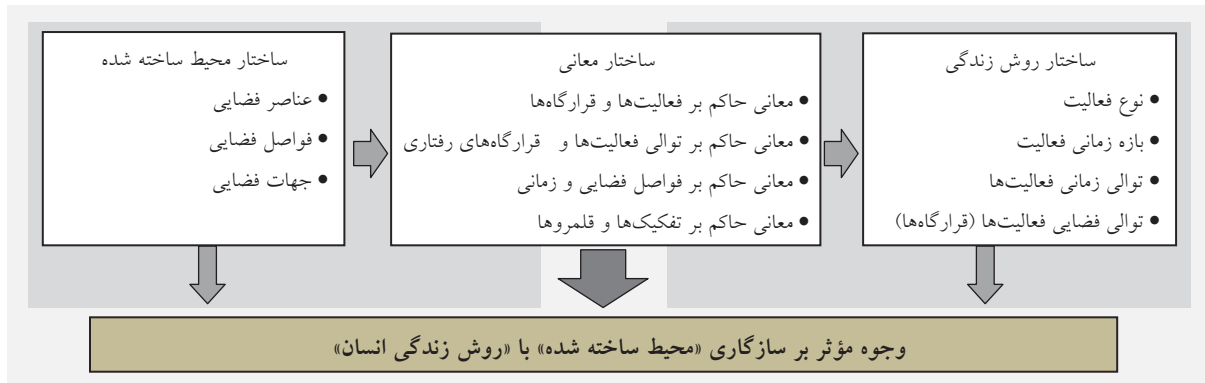 ساختار روش زندگی
• نوع فعالیت
• بازه زمانی فعالیت
• توالی زمانی فعالیت‌ها
• توالی فضایی فعالیت‌ها (قرارگاه‌ها)
ساختار معانی
• معانی حاکم بر فعالیت‌ها و قرارگاه‌ها
• معانی حاکم بر توالی فعالیت‌ها و قرارگاه‌های رفتاری
• معانی حاکم بر فواصل فضایی و زمانی
• معانی حاکم بر تفکیک‌ها و قلمروها
ساختار محیط ساخته شده
• عناصر فضایی
• فواصل فضایی
• جهات فضایی
وجوه مؤثر بر سازگاری «محیط ساخته شده» با «روش زندگی انسان»